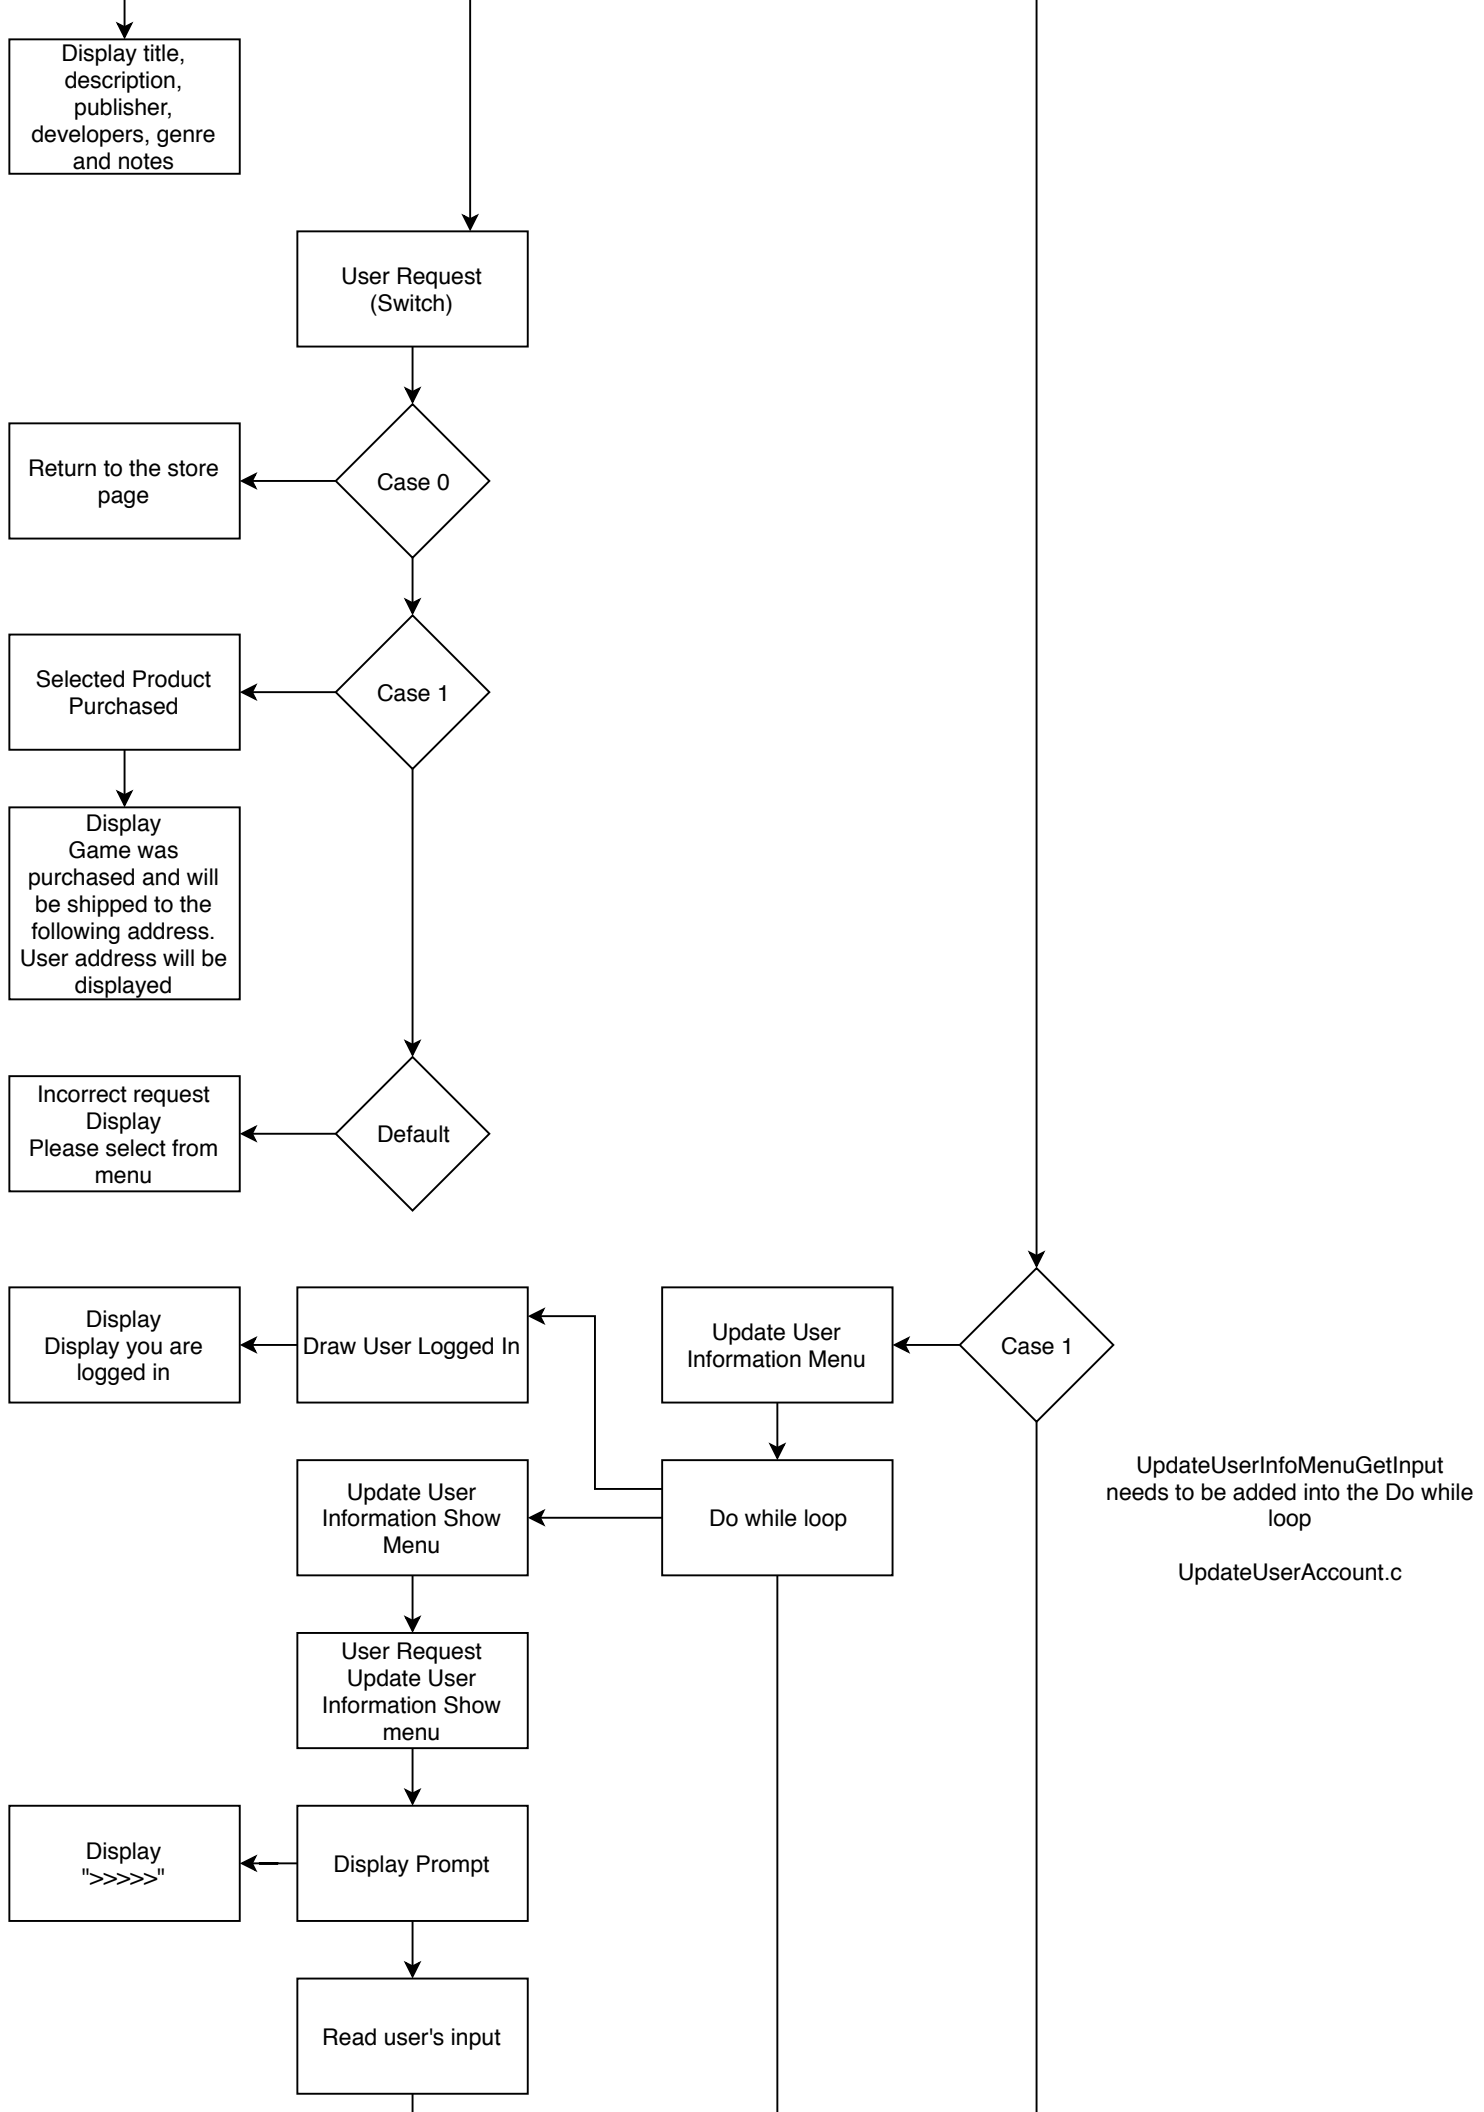 Display title,
description,
publisher,
developers, genre
and notes
User Request
(Switch)
Return to the store
page
Case 0
Selected Product
Purchased
Case 1
Display
Game was
purchased and will
be shipped to the
following address.
User address will be
displayed
Incorrect request
Display
Please select from
menu
Default
Display
Display you are
logged in
Draw User Logged In
Update User
Information Menu
Case 1
Update User
Information Show
Menu
Do while loop
UpdateUserInfoMenuGetInput
needs to be added into the Do while
loop
UpdateUserAccount.c
User Request
Update User
Information Show
menu
Display
">>>>>"
Display Prompt
Read user's input